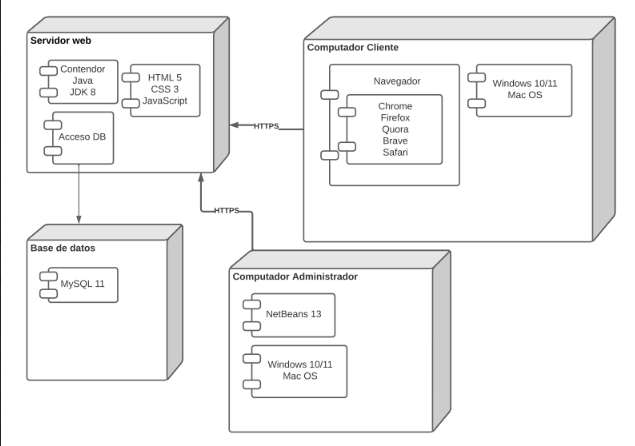 Servidor web
Contendor
Java
JDK 8
HTML 5
CSS 3
JavaScript
Acceso DB
Computador Cliente
Navegador
Chrome
Firefox
Quora
Brave
Safari
Windows 10/11
Mac OS
HTTPS
HTTPS
Base de datos
MySQL 11
Computador Administrador
NetBeans 13
Windows 10/11
Mac OS